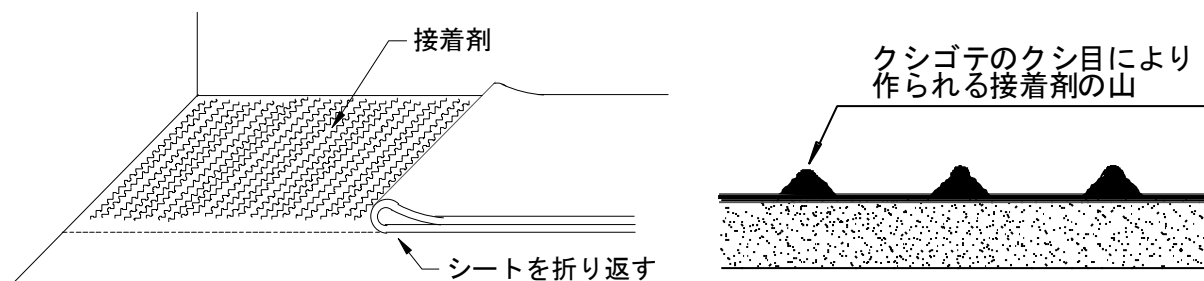 接着剤
シートを折り返す
クシゴテのクシ目により
作られる接着剤の山